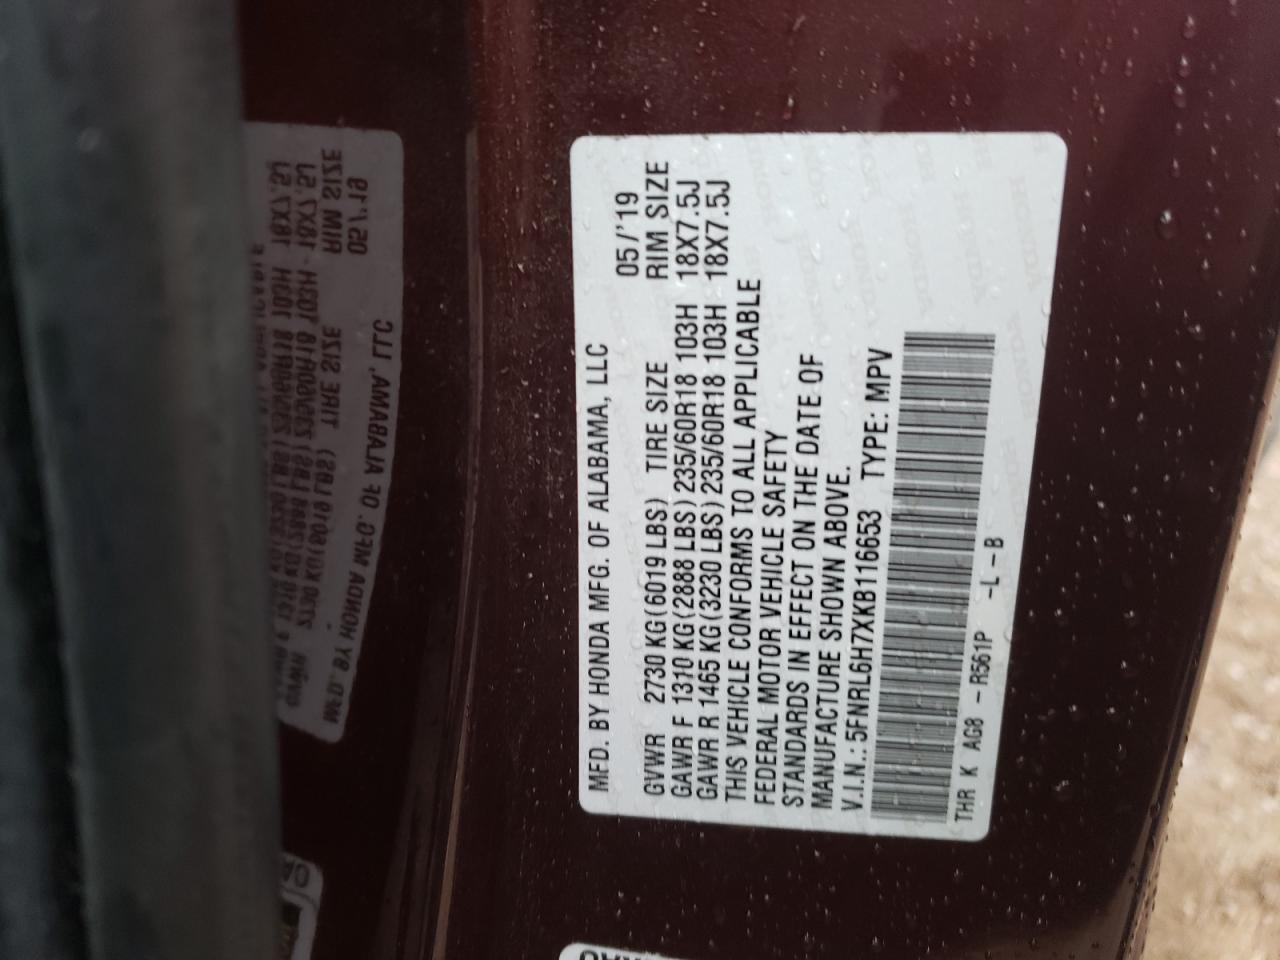 MFD. BY HONDA MFG. OF ALABAMA, LLC
05/'19
GVWR 2730 KG(6019 LBS) TIRE SIZE RIM SIZE
GAWR F 1310 KG(2888 LBS) 235/60R18 103H 18X7.5J
GAWR R 1465 KG(3230 LBS) 235/60R18 103H 18X7.5J
THIS VEHICLE CONFORMS TO ALL APPLICABLE
FEDERAL MOTOR VEHICLE SAFETY
STANDARDS IN EFFECT ON THE DATE OF
MANUFACTURE SHOWN ABOVE.
V.I.N.: 5FNRL6H7XKB116653 TYPE: MPV
THR K AG8 -R561P -L-B